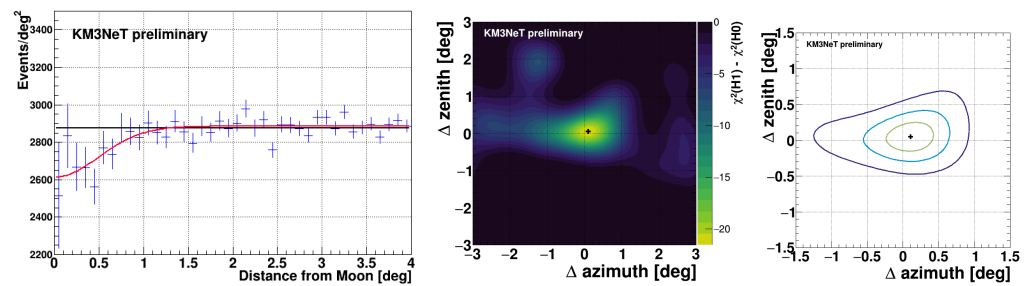 Events/deg²
KM3NeT preliminary
3400
3200
3000
2800
2600
2400
2200
0 0.5 1 1.5 2 2.5 3 3.5 4
Distance from Moon [deg]
Δ zenith [deg]
KM3NeT preliminary
3
2
1
0
−1
−2
−3
−3 −2 −1 0 1 2 3
Δ azimuth [deg]
0
−5
−10
−15
−20
χ²(H1) - χ²(H0)
Δ zenith [deg]
KM3NeT preliminary
1.5
1
0.5
0
−0.5
−1
−1.5
−1.5 −1 −0.5 0 0.5 1 1.5
Δ azimuth [deg]